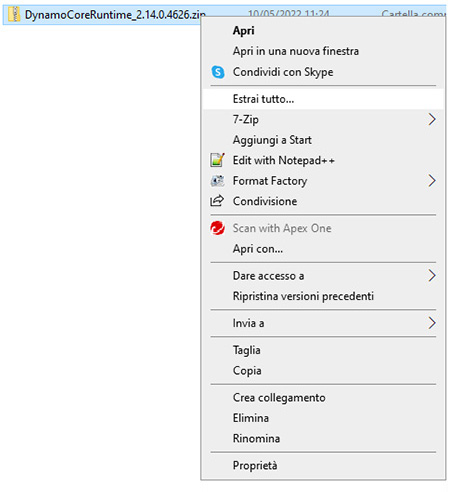 DynamoCoreRuntime_2.14.0.4626.zip 10/05/2022 11:24 Cartella com
Apri
Apri in una nuova finestra
Condividi con Skype
Estrai tutto...
7-Zip
Aggiungi a Start
Edit with Notepad++
Format Factory
Condivisione
Scan with Apex One
Apri con...
Dare accesso a
Ripristina versioni precedenti
Invia a
Taglia
Copia
Crea collegamento
Elimina
Rinomina
Proprietà